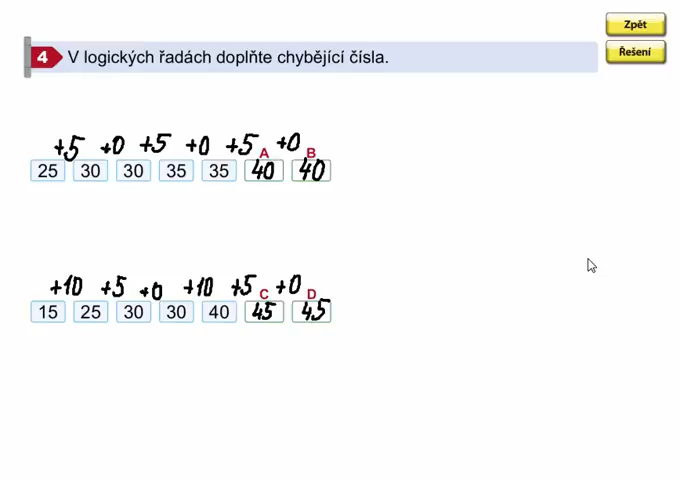 Zpět
4 V logických řadách doplňte chybějící čísla.
Řešení
+5 +0 +5 +0 +5 +0
A B
25 30 30 35 35 40 40
+10 +5 +0 +10 +5 +0
C D
15 25 30 30 40 45 45